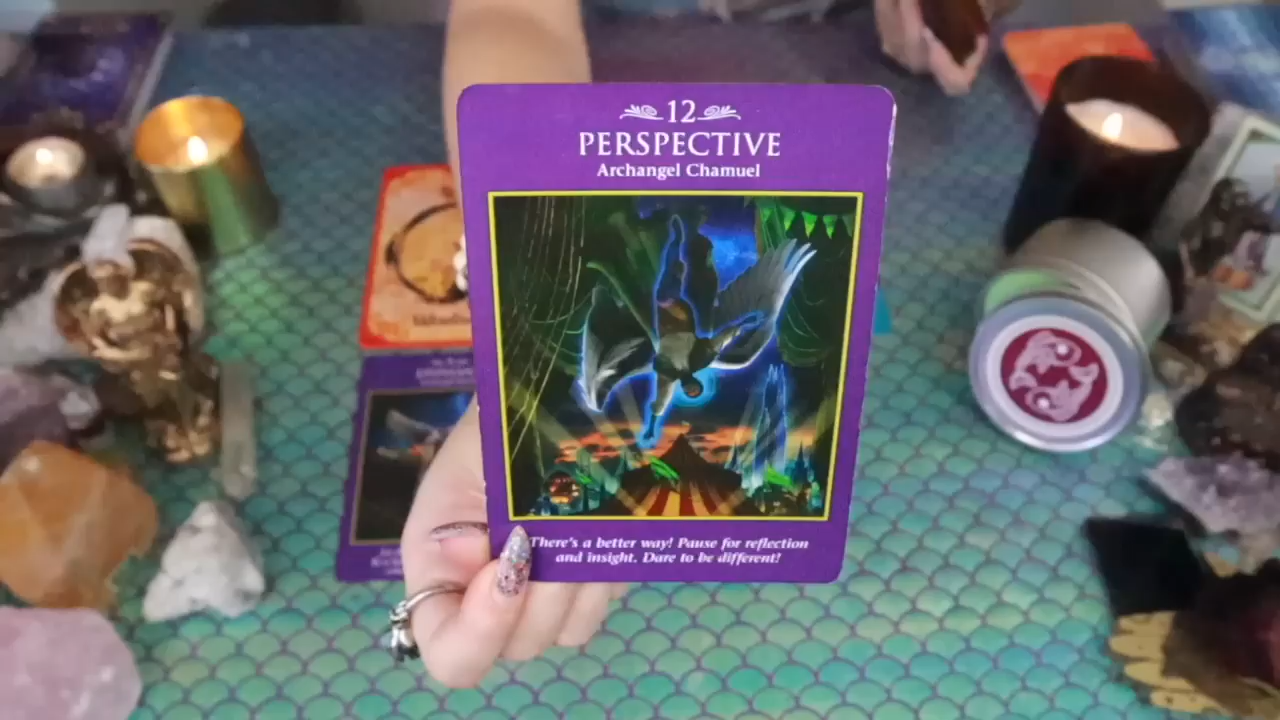 12
PERSPECTIVE
Archangel Chamuel
There's a better way! Pause for reflection
and insight. Dare to be different!